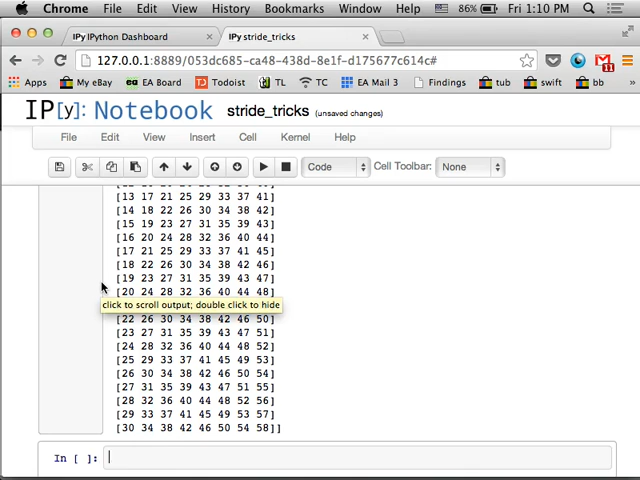 Chrome File Edit View History Bookmarks Window 86% Fri 1:10 PM
IPy IPython Dashboard × IPy stride_tricks ×
127.0.0.1:8889/053dc685-ca48-438d-8e1f-d175677c614c#
11
Apps My eBay ea EA Board Todoist TL TC EA Mail 3 Findings tub swift bb
IP[y]: Notebook stride_tricks (unsaved changes)
File Edit View Insert Cell Kernel Help
Code Cell Toolbar: None
[13 17 21 25 29 33 37 41]
[14 18 22 26 30 34 38 42]
[15 19 23 27 31 35 39 43]
[16 20 24 28 32 36 40 44]
[17 21 25 29 33 37 41 45]
[18 22 26 30 34 38 42 46]
[19 23 27 31 35 39 43 47]
[20 24 28 32 36 40 44 48]
click to scroll output; double click to hide
[22 26 30 34 38 42 46 50]
[23 27 31 35 39 43 47 51]
[24 28 32 36 40 44 48 52]
[25 29 33 37 41 45 49 53]
[26 30 34 38 42 46 50 54]
[27 31 35 39 43 47 51 55]
[28 32 36 40 44 48 52 56]
[29 33 37 41 45 49 53 57]
[30 34 38 42 46 50 54 58]]
In [ ]: